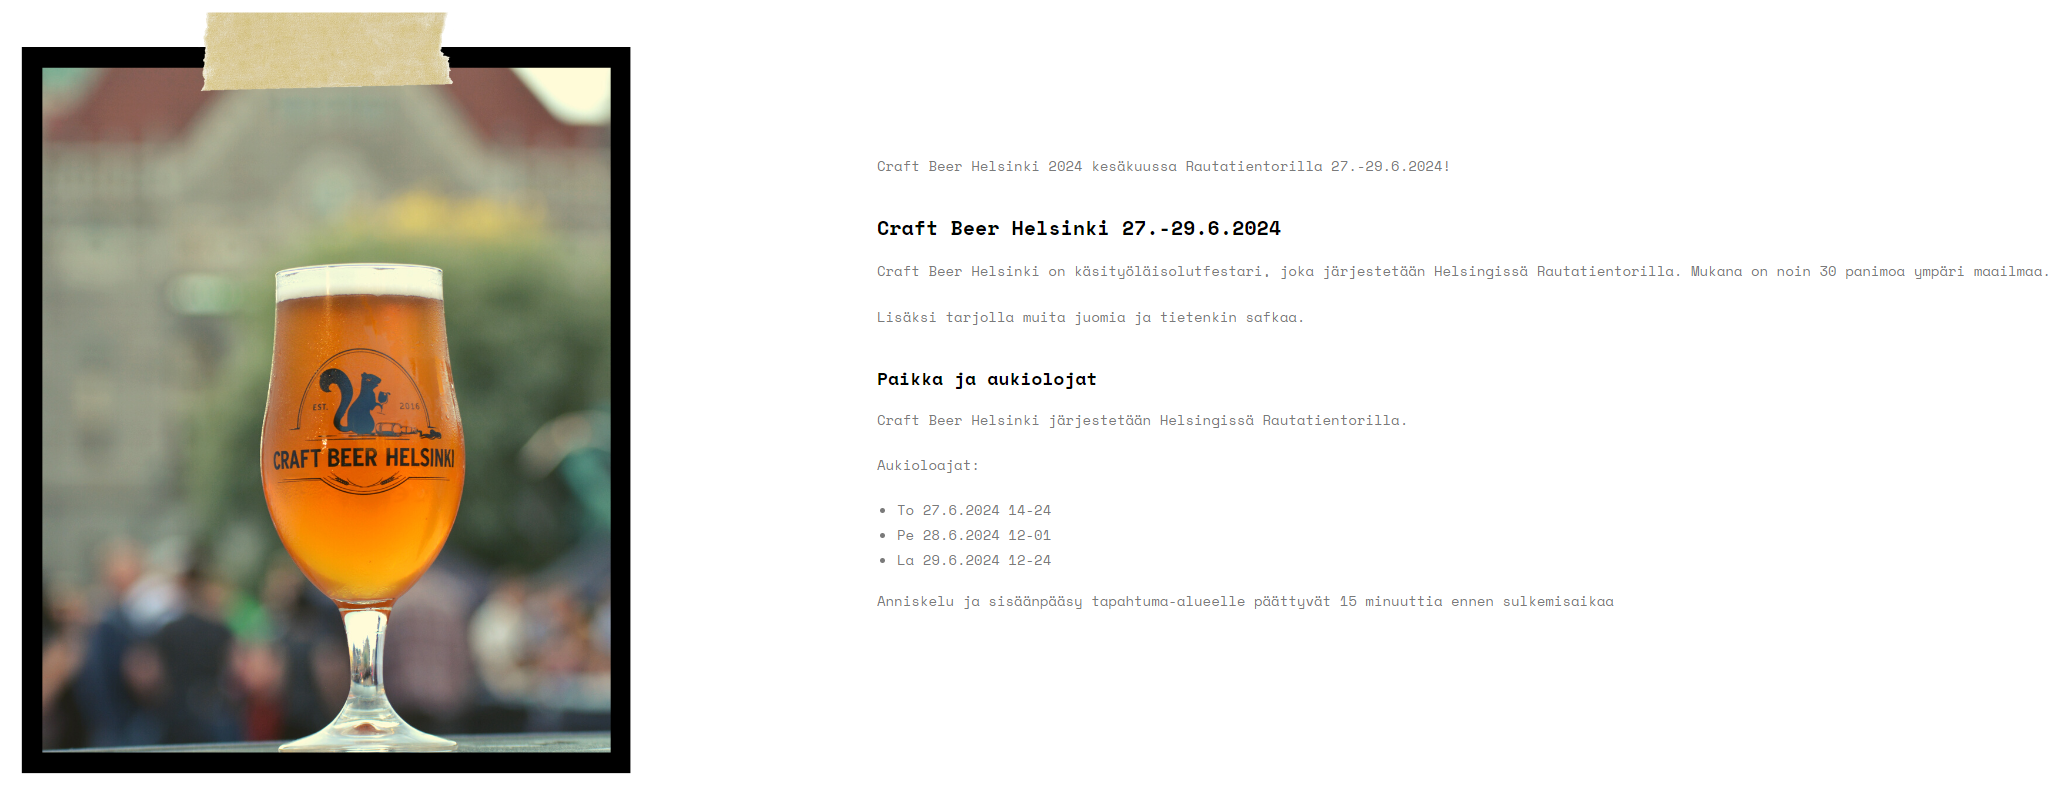 EST. 2016
CRAFT BEER HELSINKI
Craft Beer Helsinki 2024 kesäkuussa Rautatientorilla 27.-29.6.2024!
Craft Beer Helsinki 27.-29.6.2024
Craft Beer Helsinki on käsityöläisolutfestari, joka järjestetään Helsingissä Rautatientorilla. Mukana on noin 30 panimoa ympäri maailmaa.
Lisäksi tarjolla muita juomia ja tietenkin safkaa.
Paikka ja aukiolojat
Craft Beer Helsinki järjestetään Helsingissä Rautatientorilla.
Aukioloajat:
• To 27.6.2024 14-24
• Pe 28.6.2024 12-01
• La 29.6.2024 12-24
Anniskelu ja sisäänpääsy tapahtuma-alueelle päättyvät 15 minuuttia ennen sulkemisaikaa